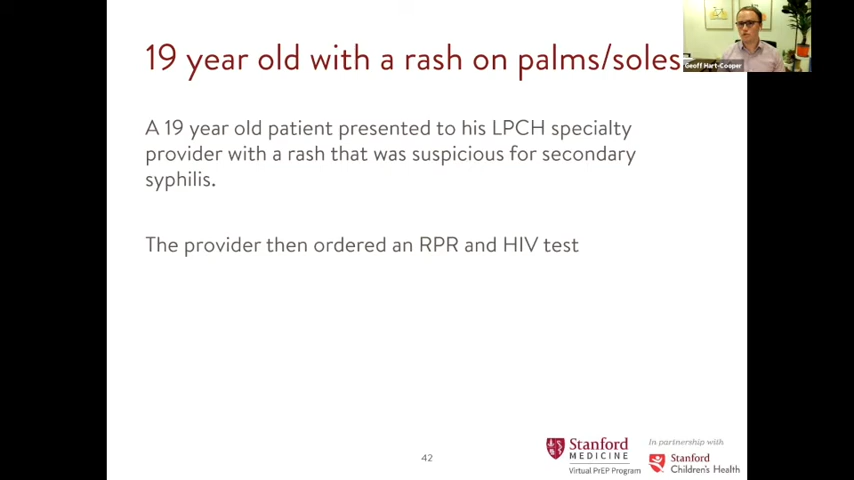 19 year old with a rash on palms/soles
Geoff Hart-Cooper
A 19 year old patient presented to his LPCH specialty
provider with a rash that was suspicious for secondary
syphilis.
The provider then ordered an RPR and HIV test
42
Stanford
MEDICINE
Virtual PrEP Program
In partnership with
Stanford
Children's Health